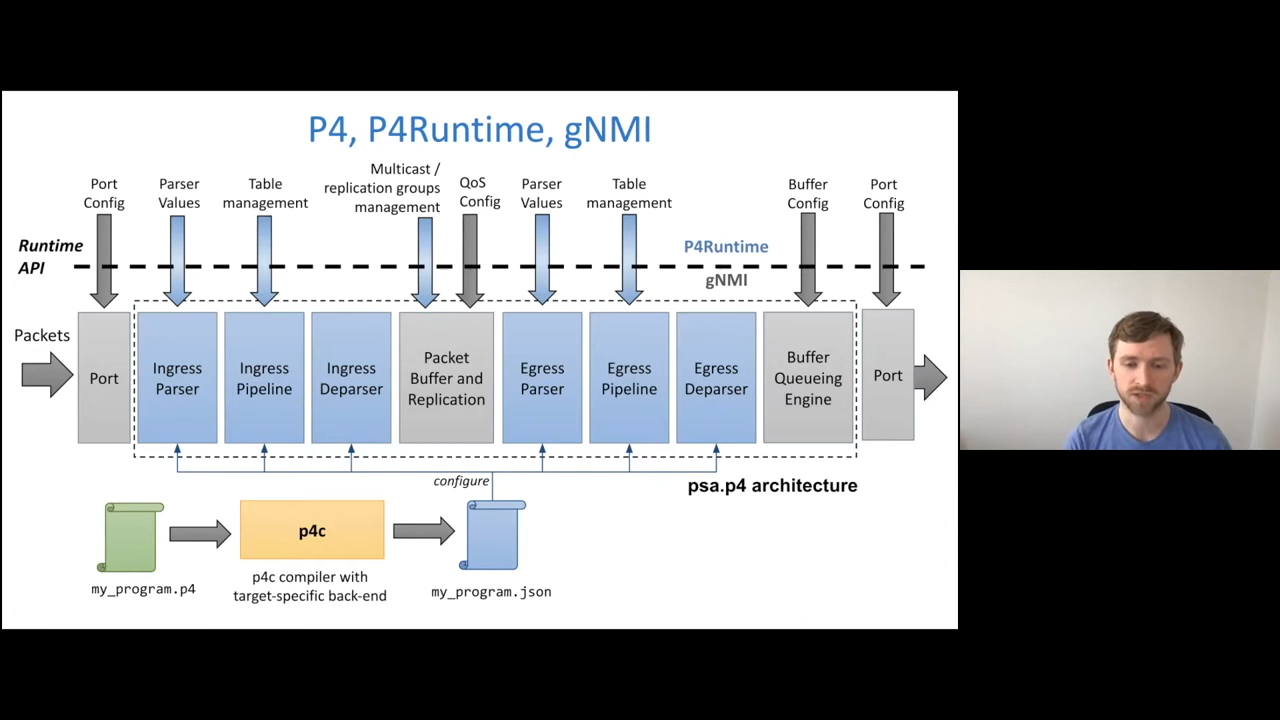 P4, P4Runtime, gNMI
Port
Config
Parser
Values
Table
management
Multicast /
replication groups
management
QoS
Config
Parser
Values
Table
management
Buffer
Config
Port
Config
Runtime
API
P4Runtime
gNMI
Packets
Port
Ingress
Parser
Ingress
Pipeline
Ingress
Deparser
Packet
Buffer and
Replication
Egress
Parser
Egress
Pipeline
Egress
Deparser
Buffer
Queueing
Engine
Port
configure
psa.p4 architecture
p4c
my_program.p4
p4c compiler with
target-specific back-end
my_program.json